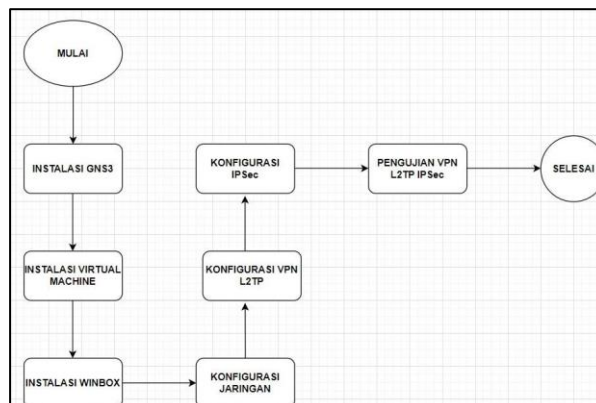 MULAI
INSTALASI GNS3
INSTALASI VIRTUAL
MACHINE
INSTALASI WINBOX
KONFIGURASI
JARINGAN
KONFIGURASI VPN
L2TP
KONFIGURASI
IPSec
PENGUJIAN VPN
L2TP IPSec
SELESAI